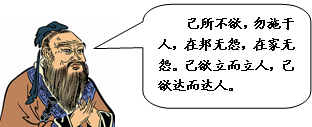 己所不欲，勿施于
人，在邦无怨，在家无
怨。己欲立而立人，己
欲达而达人。